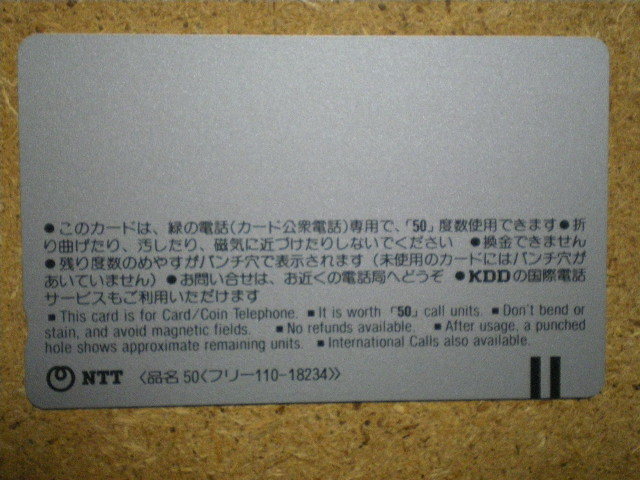 ●このカードは、緑の電話(カード公衆電話)専用で、「50」度数使用できます●折
り曲げたり、汚したり、磁気に近づけたりしないでください ●換金できません
●残り度数のめやすがパンチ穴で表示されます(未使用のカードにはパンチ穴が
あいていません)●お問い合せは、お近くの電話局へどうぞ ●KDDの国際電話
サービスもご利用いただけます
■This card is for Card/Coin Telephone. ■It is worth 「50」 call units. ■Don't bend or
stain, and avoid magnetic fields. ■No refunds available. ■After usage, a punched
hole shows approximate remaining units. ■International Calls also available.
NTT 〈品名 50〈フリー110-18234〉〉